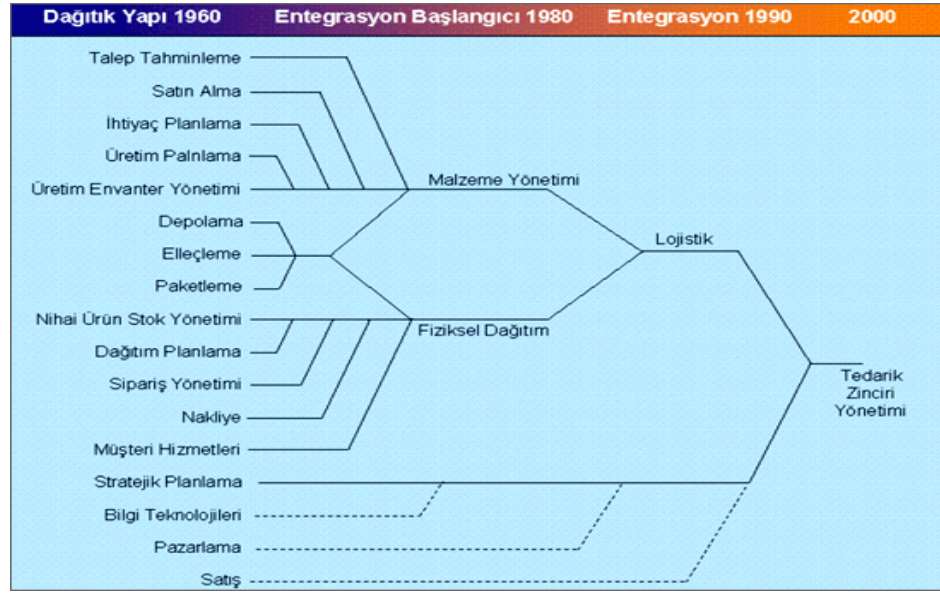 Dağıtık Yapı 1960 Entegrasyon Başlangıcı 1980 Entegrasyon 1990 2000
Talep Tahminleme
Satın Alma
İhtiyaç Planlama
Üretim Palnlama
Üretim Envanter Yönetimi
Depolama
Elleçleme
Paketleme
Nihai Ürün Stok Yönetimi
Dağıtım Planlama
Sipariş Yönetimi
Nakliye
Müşteri Hizmetleri
Stratejik Planlama
Bilgi Teknolojileri
Pazarlama
Satış
Malzeme Yönetimi
Fiziksel Dağıtım
Lojistik
Tedarik
Zinciri
Yönetimi